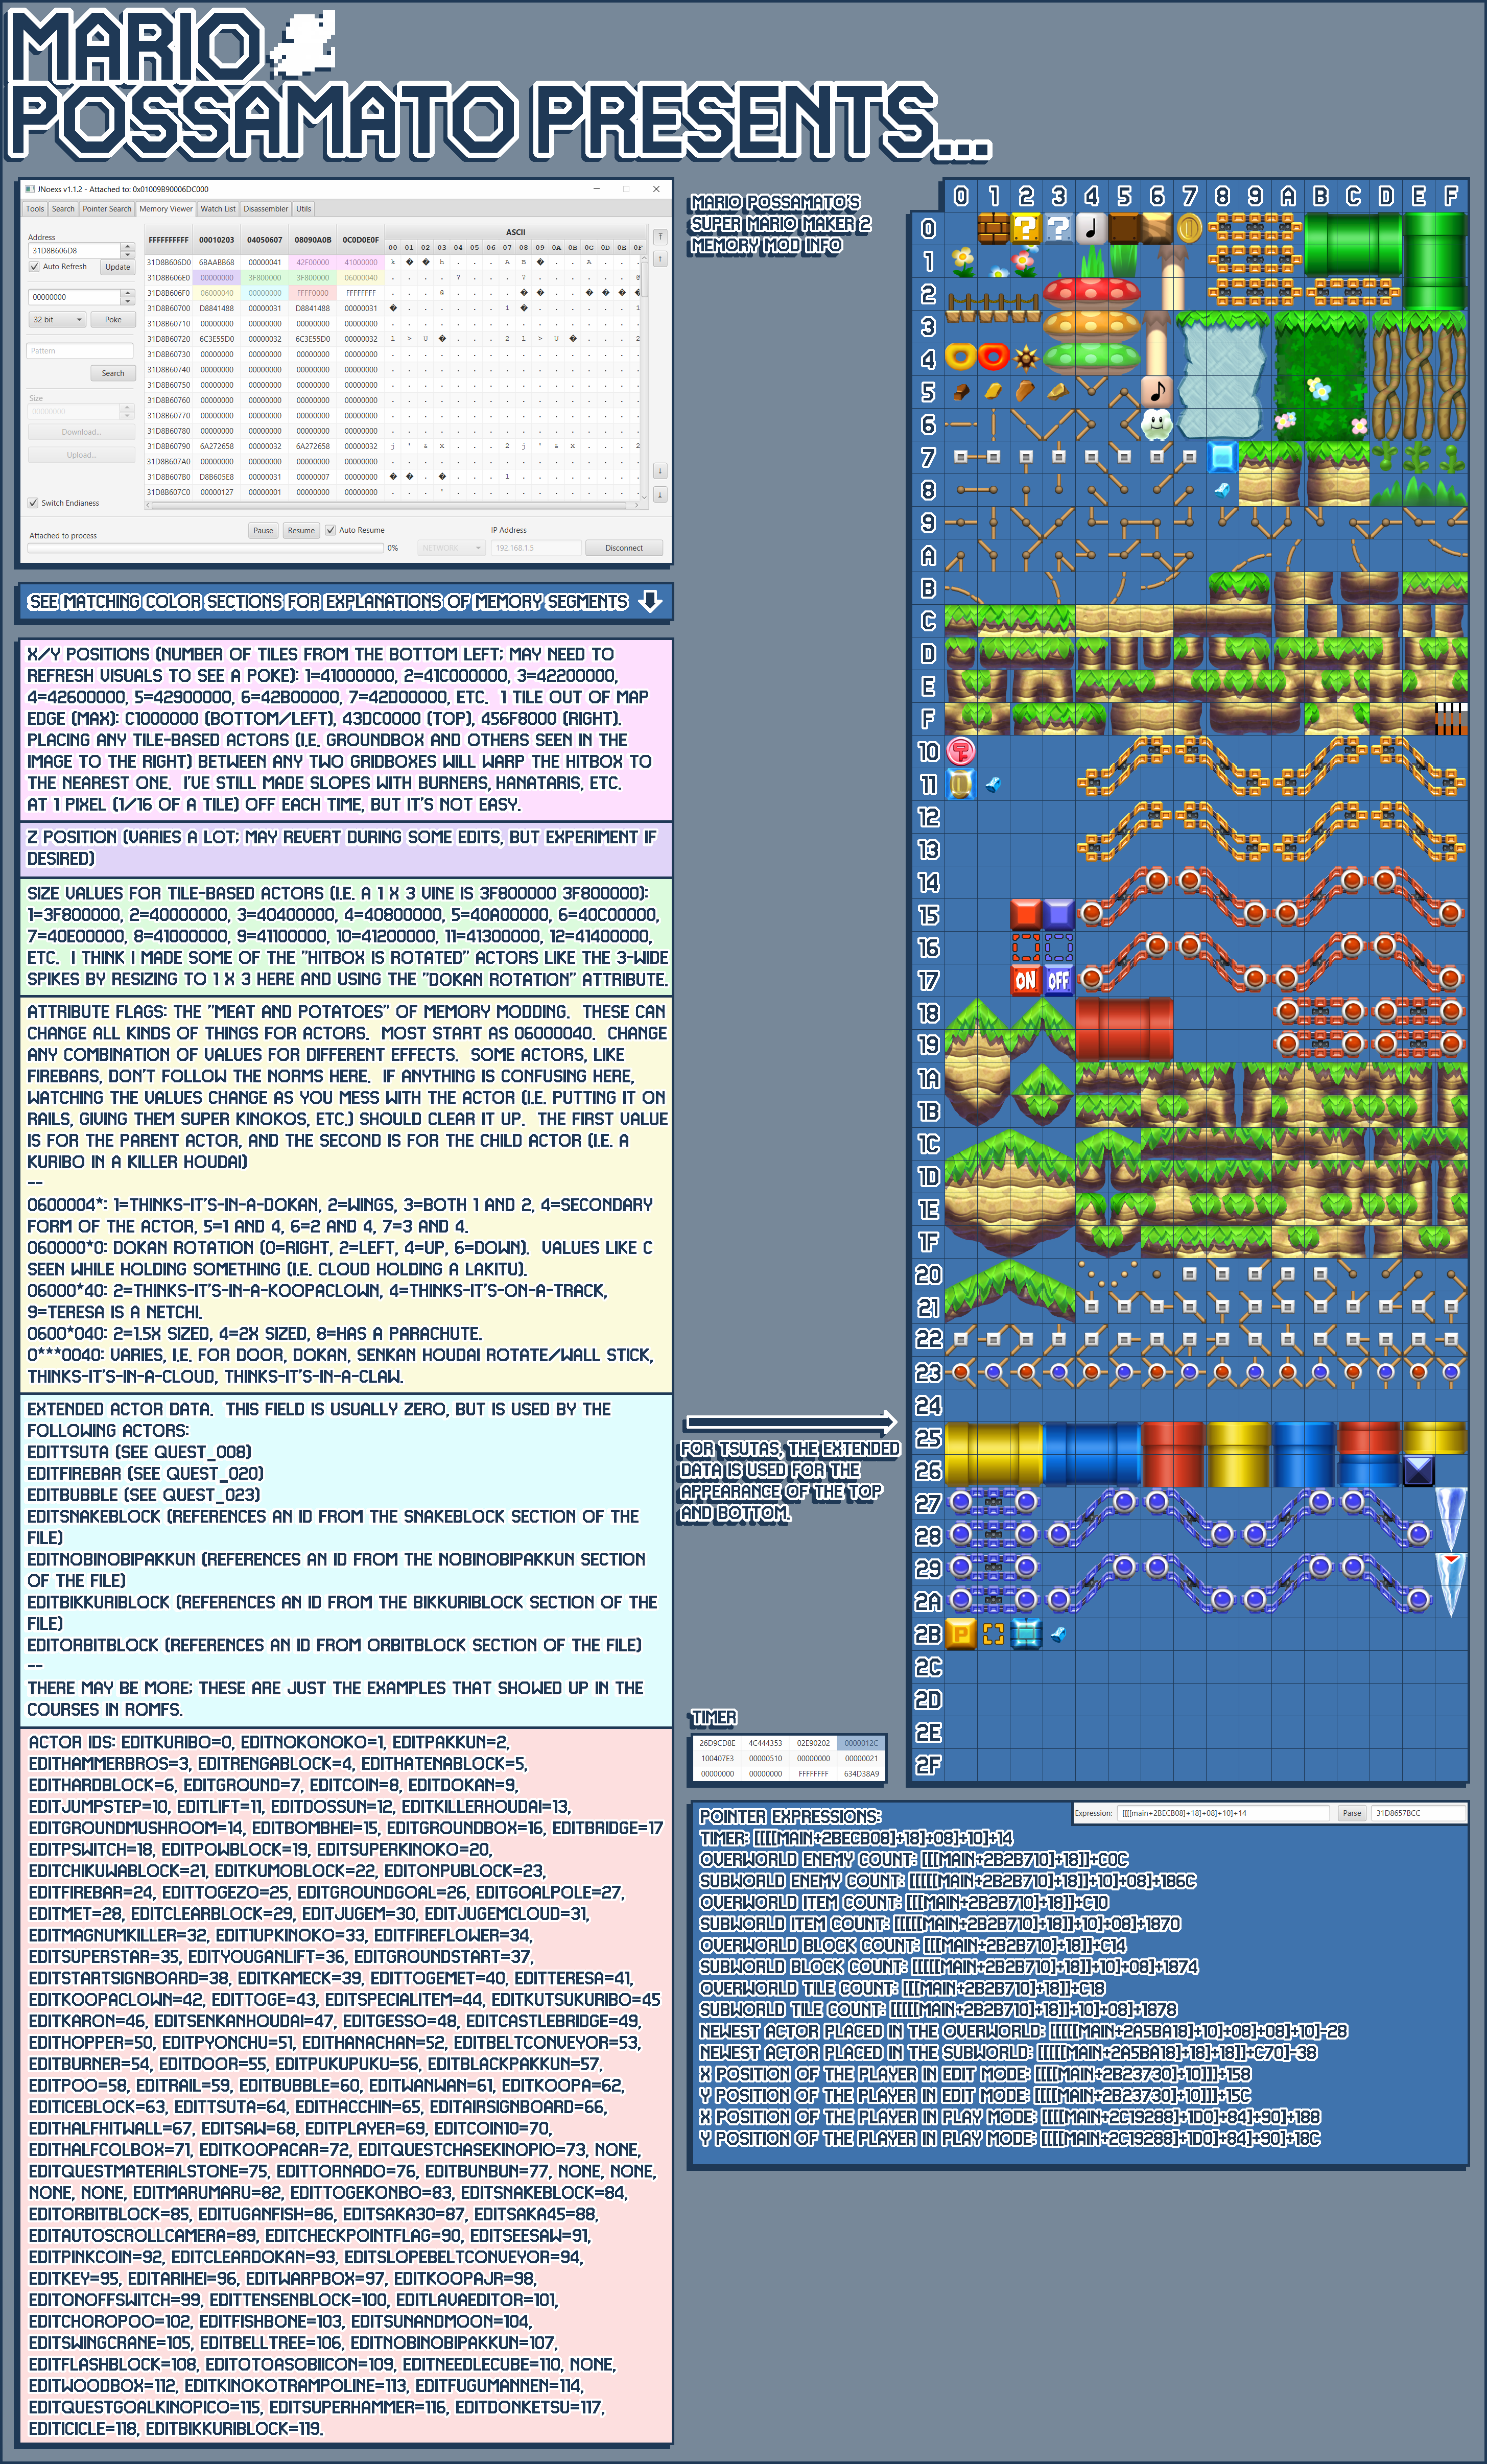 MARIO
POSSAMATO PRESENTS...
JNoexs v1.1.2 - Attached to: 0x01009B90006DC000
Tools Search Pointer Search Memory Viewer Watch List Disassembler Utils
Address
31D8B606D8
Auto Refresh Update
00000000
32 bit Poke
Pattern
Search
Size
00000000
Download...
Upload...
Switch Endianess
ASCII
FFFFFFFFFF 00010203 04050607 08090A0B 0C0D0E0F 00 01 02 03 04 05 06 07 08 09 0A 0B 0C 0D 0E 0F
31D8B606D0 6BAABB68 00000041 42F00000 41000000
31D8B606E0 00000000 3F800000 3F800000 06000040
31D8B606F0 06000040 00000000 FFFF0000 FFFFFFFF
31D8B60700 D8841488 00000031 D8841488 00000031
31D8B60710 00000000 00000000 00000000 00000000
31D8B60720 6C3E55D0 00000032 6C3E55D0 00000032
31D8B60730 00000000 00000000 00000000 00000000
31D8B60740 00000000 00000000 00000000 00000000
31D8B60750 00000000 00000000 00000000 00000000
31D8B60760 00000000 00000000 00000000 00000000
31D8B60770 00000000 00000000 00000000 00000000
31D8B60780 00000000 00000000 00000000 00000000
31D8B60790 6A272658 00000032 6A272658 00000032
31D8B607A0 00000000 00000000 00000000 00000000
31D8B607B0 D8B605E8 00000031 00000007 00000000
31D8B607C0 00000127 00000001 00000000 00000000
Pause Resume Auto Resume
IP Address
Attached to process
0% NETWORK 192.168.1.5 Disconnect
SEE MATCHING COLOR SECTIONS FOR EXPLANATIONS OF MEMORY SEGMENTS
X/Y POSITIONS (NUMBER OF TILES FROM THE BOTTOM LEFT; MAY NEED TO
REFRESH VISUALS TO SEE A POKE): 1=41000000, 2=41C00000, 3=42200000,
4=42600000, 5=42900000, 6=42B00000, 7=42D00000, ETC. 1 TILE OUT OF MAP
EDGE (MAX): C1000000 (BOTTOM/LEFT), 43DC0000 (TOP), 456F8000 (RIGHT).
PLACING ANY TILE-BASED ACTORS (I.E. GROUNDBOX AND OTHERS SEEN IN THE
IMAGE TO THE RIGHT) BETWEEN ANY TWO GRIDBOXES WILL WARP THE HITBOX TO
THE NEAREST ONE. I'VE STILL MADE SLOPES WITH BURNERS, HANATARIS, ETC.
AT 1 PIXEL (1/16 OF A TILE) OFF EACH TIME, BUT IT'S NOT EASY.
Z POSITION (VARIES A LOT; MAY REVERT DURING SOME EDITS, BUT EXPERIMENT IF
DESIRED)
SIZE VALUES FOR TILE-BASED ACTORS (I.E. A 1 X 3 VINE IS 3F800000 3F800000):
1=3F800000, 2=40000000, 3=40400000, 4=40800000, 5=40A00000, 6=40C00000,
7=40E00000, 8=41000000, 9=41100000, 10=41200000, 11=41300000, 12=41400000,
ETC. I THINK I MADE SOME OF THE "HITBOX IS ROTATED" ACTORS LIKE THE 3-WIDE
SPIKES BY RESIZING TO 1 X 3 HERE AND USING THE "DOKAN ROTATION" ATTRIBUTE.
ATTRIBUTE FLAGS: THE "MEAT AND POTATOES" OF MEMORY MODDING. THESE CAN
CHANGE ALL KINDS OF THINGS FOR ACTORS. MOST START AS 06000040. CHANGE
ANY COMBINATION OF VALUES FOR DIFFERENT EFFECTS. SOME ACTORS, LIKE
FIREBARS, DON'T FOLLOW THE NORMS HERE. IF ANYTHING IS CONFUSING HERE,
WATCHING THE VALUES CHANGE AS YOU MESS WITH THE ACTOR (I.E. PUTTING IT ON
RAILS, GIVING THEM SUPER KINOKOS, ETC.) SHOULD CLEAR IT UP. THE FIRST VALUE
IS FOR THE PARENT ACTOR, AND THE SECOND IS FOR THE CHILD ACTOR (I.E. A
KURIBO IN A KILLER HOUDAI)
--
0600004*: 1=THINKS-IT'S-IN-A-DOKAN, 2=WINGS, 3=BOTH 1 AND 2, 4=SECONDARY
FORM OF THE ACTOR, 5=1 AND 4, 6=2 AND 4, 7=3 AND 4.
060000*0: DOKAN ROTATION (0=RIGHT, 2=LEFT, 4=UP, 6=DOWN). VALUES LIKE C
SEEN WHILE HOLDING SOMETHING (I.E. CLOUD HOLDING A LAKITU).
06000*40: 2=THINKS-IT'S-IN-A-KOOPACLOWN, 4=THINKS-IT'S-ON-A-TRACK,
9=TERESA IS A NETCHI.
0600*040: 2=1.5X SIZED, 4=2X SIZED, 8=HAS A PARACHUTE.
0***0040: VARIES, I.E. FOR DOOR, DOKAN, SENKAN HOUDAI ROTATE/WALL STICK,
THINKS-IT'S-IN-A-CLOUD, THINKS-IT'S-IN-A-CLAW.
EXTENDED ACTOR DATA. THIS FIELD IS USUALLY ZERO, BUT IS USED BY THE
FOLLOWING ACTORS:
EDITTSUTA (SEE QUEST_008)
EDITFIREBAR (SEE QUEST_020)
EDITBUBBLE (SEE QUEST_023)
EDITSNAKEBLOCK (REFERENCES AN ID FROM THE SNAKEBLOCK SECTION OF THE
FILE)
EDITNOBINOBIPAKKUN (REFERENCES AN ID FROM THE NOBINOBIPAKKUN SECTION
OF THE FILE)
EDITBIKKURIBLOCK (REFERENCES AN ID FROM THE BIKKURIBLOCK SECTION OF THE
FILE)
EDITORBITBLOCK (REFERENCES AN ID FROM ORBITBLOCK SECTION OF THE FILE)
--
THERE MAY BE MORE; THESE ARE JUST THE EXAMPLES THAT SHOWED UP IN THE
COURSES IN ROMFS.
ACTOR IDS: EDITKURIBO=0, EDITNOKONOKO=1, EDITPAKKUN=2,
EDITHAMMERBROS=3, EDITRENGABLOCK=4, EDITHATENABLOCK=5,
EDITHARDBLOCK=6, EDITGROUND=7, EDITCOIN=8, EDITDOKAN=9,
EDITJUMPSTEP=10, EDITLIFT=11, EDITDOSSUN=12, EDITKILLERHOUDAI=13,
EDITGROUNDMUSHROOM=14, EDITBOMBHEI=15, EDITGROUNDBOX=16, EDITBRIDGE=17
EDITPSWITCH=18, EDITPOWBLOCK=19, EDITSUPERKINOKO=20,
EDITCHIKUWABLOCK=21, EDITKUMOBLOCK=22, EDITONPUBLOCK=23,
EDITFIREBAR=24, EDITTOGEZO=25, EDITGROUNDGOAL=26, EDITGOALPOLE=27,
EDITMET=28, EDITCLEARBLOCK=29, EDITJUGEM=30, EDITJUGEMCLOUD=31,
EDITMAGNUMKILLER=32, EDIT1UPKINOKO=33, EDITFIREFLOWER=34,
EDITSUPERSTAR=35, EDITYOUGANLIFT=36, EDITGROUNDSTART=37,
EDITSTARTSIGNBOARD=38, EDITKAMECK=39, EDITTOGEMET=40, EDITTERESA=41,
EDITKOOPACLOWN=42, EDITTOGE=43, EDITSPECIALITEM=44, EDITKUTSUKURIBO=45
EDITKARON=46, EDITSENKANHOUDAI=47, EDITGESSO=48, EDITCASTLEBRIDGE=49,
EDITHOPPER=50, EDITPYONCHU=51, EDITHANACHAN=52, EDITBELTCONVEYOR=53,
EDITBURNER=54, EDITDOOR=55, EDITPUKUPUKU=56, EDITBLACKPAKKUN=57,
EDITPOO=58, EDITRAIL=59, EDITBUBBLE=60, EDITWANWAN=61, EDITKOOPA=62,
EDITICEBLOCK=63, EDITTSUTA=64, EDITHACCHIN=65, EDITAIRSIGNBOARD=66,
EDITHALFHITWALL=67, EDITSAW=68, EDITPLAYER=69, EDITCOIN10=70,
EDITHALFCOLBOX=71, EDITKOOPACAR=72, EDITQUESTCHASEKINOPIO=73, NONE,
EDITQUESTMATERIALSTONE=75, EDITTORNADO=76, EDITBUNBUN=77, NONE, NONE,
NONE, NONE, EDITMARUMARU=82, EDITTOGEKONBO=83, EDITSNAKEBLOCK=84,
EDITORBITBLOCK=85, EDITUGANFISH=86, EDITSAKA30=87, EDITSAKA45=88,
EDITAUTOSCROLLCAMERA=89, EDITCHECKPOINTFLAG=90, EDITSEESAW=91,
EDITPINKCOIN=92, EDITCLEARDOKAN=93, EDITSLOPEBELTCONVEYOR=94,
EDITKEY=95, EDITARIHEI=96, EDITWARPBOX=97, EDITKOOPAJR=98,
EDITONOFFSWITCH=99, EDITTENSENBLOCK=100, EDITLAVAEDITOR=101,
EDITCHOROPOO=102, EDITFISHBONE=103, EDITSUNANDMOON=104,
EDITSWINGCRANE=105, EDITBELLTREE=106, EDITNOBINOBIPAKKUN=107,
EDITFLASHBLOCK=108, EDITOTOASOBIICON=109, EDITNEEDLECUBE=110, NONE,
EDITWOODBOX=112, EDITKINOKOTRAMPOLINE=113, EDITFUGUMANNEN=114,
EDITQUESTGOALKINOPICO=115, EDITSUPERHAMMER=116, EDITDONKETSU=117,
EDITICICLE=118, EDITBIKKURIBLOCK=119.
MARIO POSSAMATO'S
SUPER MARIO MAKER 2
MEMORY MOD INFO
FOR TSUTAS, THE EXTENDED
DATA IS USED FOR THE
APPEARANCE OF THE TOP
AND BOTTOM.
0 1 2 3 4 5 6 7 8 9 A B C D E F
0
1
2
3
4
5
6
7
8
9
A
B
C
D
E
F
10
11
12
13
14
15
16
17
ON OFF
18
19
1A
1B
1C
1D
1E
1F
20
21
22
23
24
25
26
27
28
29
2A
2B
P
2C
2D
2E
2F
TIMER
26D9CD8E 4C444353 02E90202 0000012C
100407E3 00000510 00000000 00000021
00000000 00000000 FFFFFFFF 634D38A9
Expression: [[[[main+2BECB08]+18]+08]+10]+14 Parse 31D8657BCC
POINTER EXPRESSIONS:
TIMER: [[[[MAIN+2BECB08]+18]+08]+10]+14
OVERWORLD ENEMY COUNT: [[[MAIN+2B2B710]+18]]+C0C
SUBWORLD ENEMY COUNT: [[[[[MAIN+2B2B710]+18]]+10]+08]+186C
OVERWORLD ITEM COUNT: [[[MAIN+2B2B710]+18]]+C10
SUBWORLD ITEM COUNT: [[[[[MAIN+2B2B710]+18]]+10]+08]+1870
OVERWORLD BLOCK COUNT: [[[MAIN+2B2B710]+18]]+C14
SUBWORLD BLOCK COUNT: [[[[[MAIN+2B2B710]+18]]+10]+08]+1874
OVERWORLD TILE COUNT: [[[MAIN+2B2B710]+18]]+C18
SUBWORLD TILE COUNT: [[[[[MAIN+2B2B710]+18]]+10]+08]+1878
NEWEST ACTOR PLACED IN THE OVERWORLD: [[[[[MAIN+2A5BA18]+10]+08]+08]+10]-28
NEWEST ACTOR PLACED IN THE SUBWORLD: [[[[[MAIN+2A5BA18]+18]+18]]+C70]-38
X POSITION OF THE PLAYER IN EDIT MODE: [[[[MAIN+2B23730]+10]]]+158
Y POSITION OF THE PLAYER IN EDIT MODE: [[[[MAIN+2B23730]+10]]]+15C
X POSITION OF THE PLAYER IN PLAY MODE: [[[[MAIN+2C19288]+1D0]+84]+90]+188
Y POSITION OF THE PLAYER IN PLAY MODE: [[[[MAIN+2C19288]+1D0]+84]+90]+18C